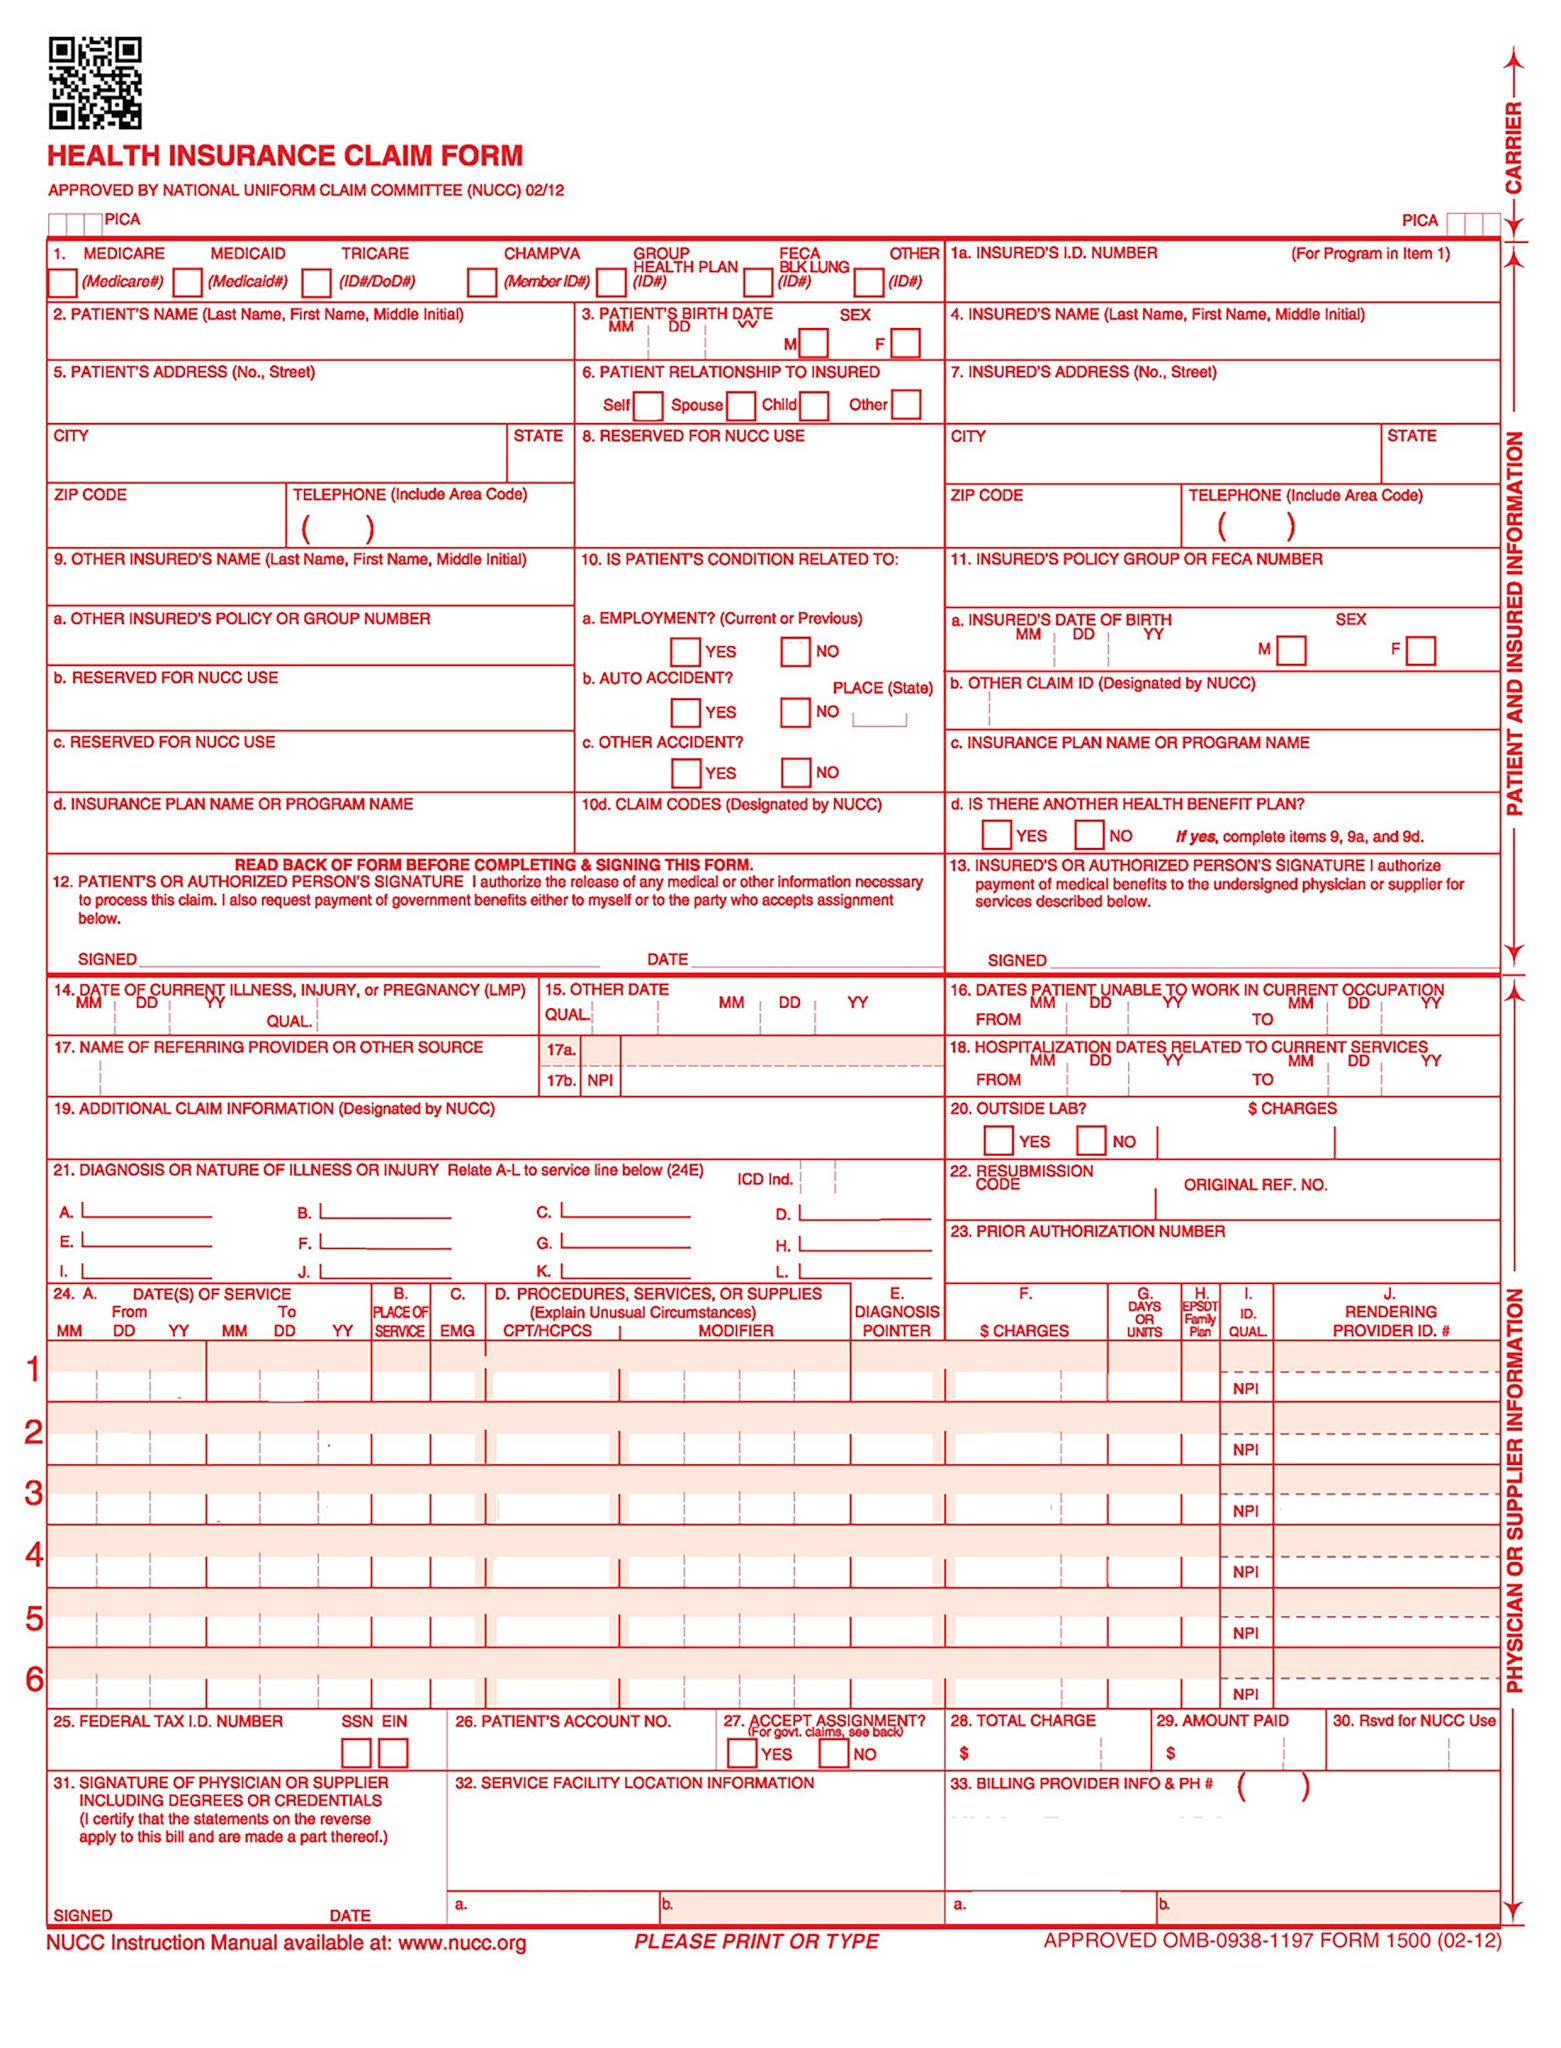 HEALTH INSURANCE CLAIM FORM
APPROVED BY NATIONAL UNIFORM CLAIM COMMITTEE (NUCC) 02/12
PICA
PICA
CARRIER
1. MEDICARE MEDICAID TRICARE CHAMPVA GROUP HEALTH PLAN FECA BLK LUNG OTHER
(Medicare#) (Medicaid#) (ID#/DoD#) (Member ID#) (ID#) (ID#) (ID#)
1a. INSURED'S I.D. NUMBER (For Program in Item 1)
2. PATIENT'S NAME (Last Name, First Name, Middle Initial)
3. PATIENT'S BIRTH DATE SEX
MM DD YY M F
4. INSURED'S NAME (Last Name, First Name, Middle Initial)
5. PATIENT'S ADDRESS (No., Street)
6. PATIENT RELATIONSHIP TO INSURED
Self Spouse Child Other
7. INSURED'S ADDRESS (No., Street)
CITY STATE
8. RESERVED FOR NUCC USE
CITY STATE
ZIP CODE TELEPHONE (Include Area Code)
( )
ZIP CODE TELEPHONE (Include Area Code)
( )
9. OTHER INSURED'S NAME (Last Name, First Name, Middle Initial)
10. IS PATIENT'S CONDITION RELATED TO:
11. INSURED'S POLICY GROUP OR FECA NUMBER
a. OTHER INSURED'S POLICY OR GROUP NUMBER
a. EMPLOYMENT? (Current or Previous)
YES NO
a. INSURED'S DATE OF BIRTH SEX
MM DD YY M F
b. RESERVED FOR NUCC USE
b. AUTO ACCIDENT? PLACE (State)
YES NO
b. OTHER CLAIM ID (Designated by NUCC)
c. RESERVED FOR NUCC USE
c. OTHER ACCIDENT?
YES NO
c. INSURANCE PLAN NAME OR PROGRAM NAME
d. INSURANCE PLAN NAME OR PROGRAM NAME
10d. CLAIM CODES (Designated by NUCC)
d. IS THERE ANOTHER HEALTH BENEFIT PLAN?
YES NO If yes, complete items 9, 9a, and 9d.
READ BACK OF FORM BEFORE COMPLETING & SIGNING THIS FORM.
12. PATIENT'S OR AUTHORIZED PERSON'S SIGNATURE I authorize the release of any medical or other information necessary
to process this claim. I also request payment of government benefits either to myself or to the party who accepts assignment
below.
SIGNED DATE
13. INSURED'S OR AUTHORIZED PERSON'S SIGNATURE I authorize
payment of medical benefits to the undersigned physician or supplier for
services described below.
SIGNED
PATIENT AND INSURED INFORMATION
14. DATE OF CURRENT ILLNESS, INJURY, or PREGNANCY (LMP)
MM DD YY QUAL.
15. OTHER DATE
QUAL. MM DD YY
16. DATES PATIENT UNABLE TO WORK IN CURRENT OCCUPATION
MM DD YY MM DD YY
FROM TO
17. NAME OF REFERRING PROVIDER OR OTHER SOURCE
17a.
17b. NPI
18. HOSPITALIZATION DATES RELATED TO CURRENT SERVICES
MM DD YY MM DD YY
FROM TO
19. ADDITIONAL CLAIM INFORMATION (Designated by NUCC)
20. OUTSIDE LAB? $ CHARGES
YES NO
21. DIAGNOSIS OR NATURE OF ILLNESS OR INJURY Relate A-L to service line below (24E) ICD Ind.
A. B. C. D.
E. F. G. H.
I. J. K. L.
22. RESUBMISSION
CODE ORIGINAL REF. NO.
23. PRIOR AUTHORIZATION NUMBER
24. A. DATE(S) OF SERVICE
From To
MM DD YY MM DD YY
B.
PLACE OF
SERVICE
C.
EMG
D. PROCEDURES, SERVICES, OR SUPPLIES
(Explain Unusual Circumstances)
CPT/HCPCS MODIFIER
E.
DIAGNOSIS
POINTER
F.
$ CHARGES
G.
DAYS
OR
UNITS
H.
EPSDT
Family
Plan
I.
ID.
QUAL.
J.
RENDERING
PROVIDER ID. #
1 NPI
2 NPI
3 NPI
4 NPI
5 NPI
6 NPI
25. FEDERAL TAX I.D. NUMBER SSN EIN
26. PATIENT'S ACCOUNT NO.
27. ACCEPT ASSIGNMENT?
(For govt. claims, see back)
YES NO
28. TOTAL CHARGE
$
29. AMOUNT PAID
$
30. Rsvd for NUCC Use
31. SIGNATURE OF PHYSICIAN OR SUPPLIER
INCLUDING DEGREES OR CREDENTIALS
(I certify that the statements on the reverse
apply to this bill and are made a part thereof.)
SIGNED DATE
32. SERVICE FACILITY LOCATION INFORMATION
a. b.
33. BILLING PROVIDER INFO & PH # ( )
a. b.
PHYSICIAN OR SUPPLIER INFORMATION
NUCC Instruction Manual available at: www.nucc.org
PLEASE PRINT OR TYPE
APPROVED OMB-0938-1197 FORM 1500 (02-12)